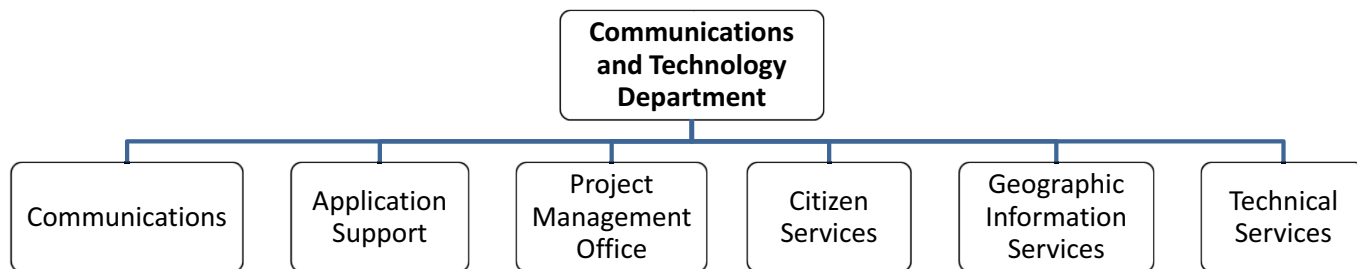 Communications
and Technology
Department
Communications
Application
Support
Project
Management
Office
Citizen
Services
Geographic
Information
Services
Technical
Services